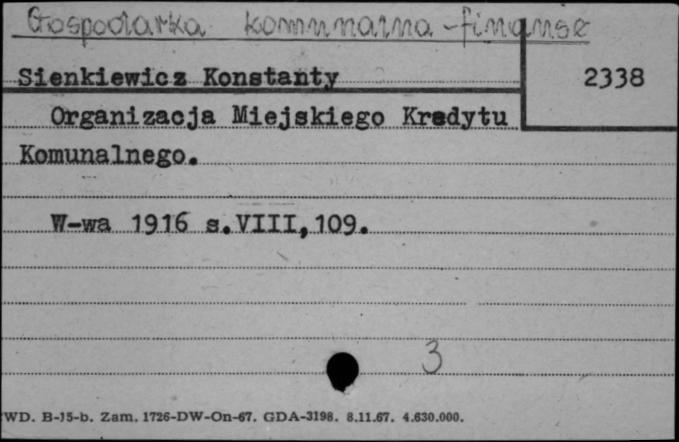 Gospodarka komunalna - finanse
Sienkiewicz Konstanty
2338
Organizacja Miejskiego Kredytu
Komunalnego.
W-wa 1916 s.VIII,109.
3
WD. B-15-b. Zam. 1726-DW-On-67. GDA-3198. 8.11.67. 4.630.000.